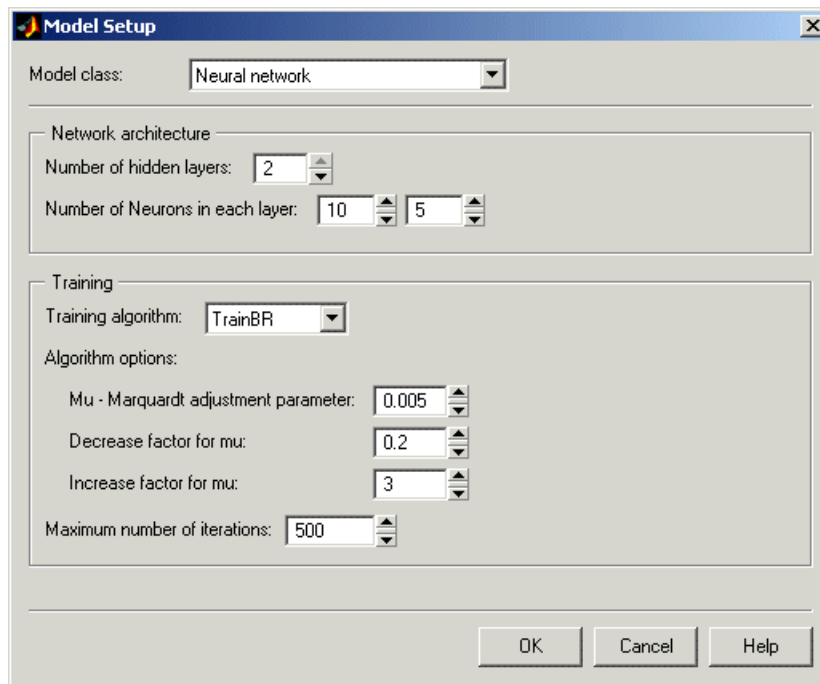 Model Setup
Model class: Neural network
Network architecture
Number of hidden layers: 2
Number of Neurons in each layer: 10 5
Training
Training algorithm: TrainBR
Algorithm options:
Mu - Marquardt adjustment parameter: 0.005
Decrease factor for mu: 0.2
Increase factor for mu: 3
Maximum number of iterations: 500
OK Cancel Help